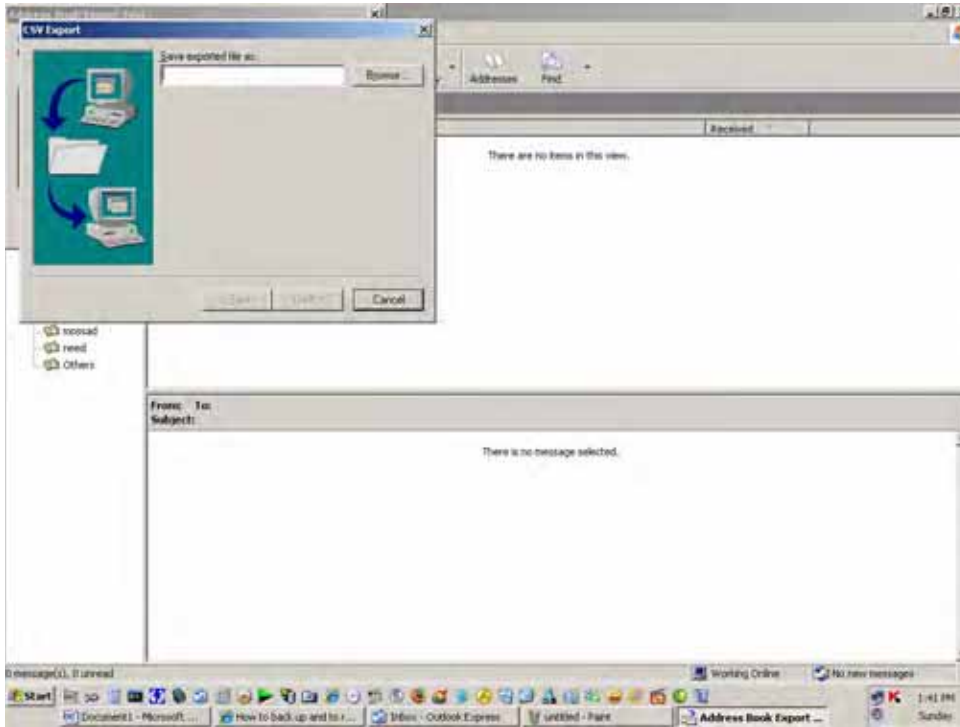 CSV Export
Save exported file as:
Browse...
Cancel
Addresses
Find
Received
There are no items in this view.
moosad
need
Others
From: To:
Subject:
There is no message selected.
0 message(s), 0 unread
Working Online
No new messages
Start
1:41 PM
Document1 - Microsoft ...
How to back up and to r...
Inbox - Outlook Express
untitled - Paint
Address Book Export ...
Sunday